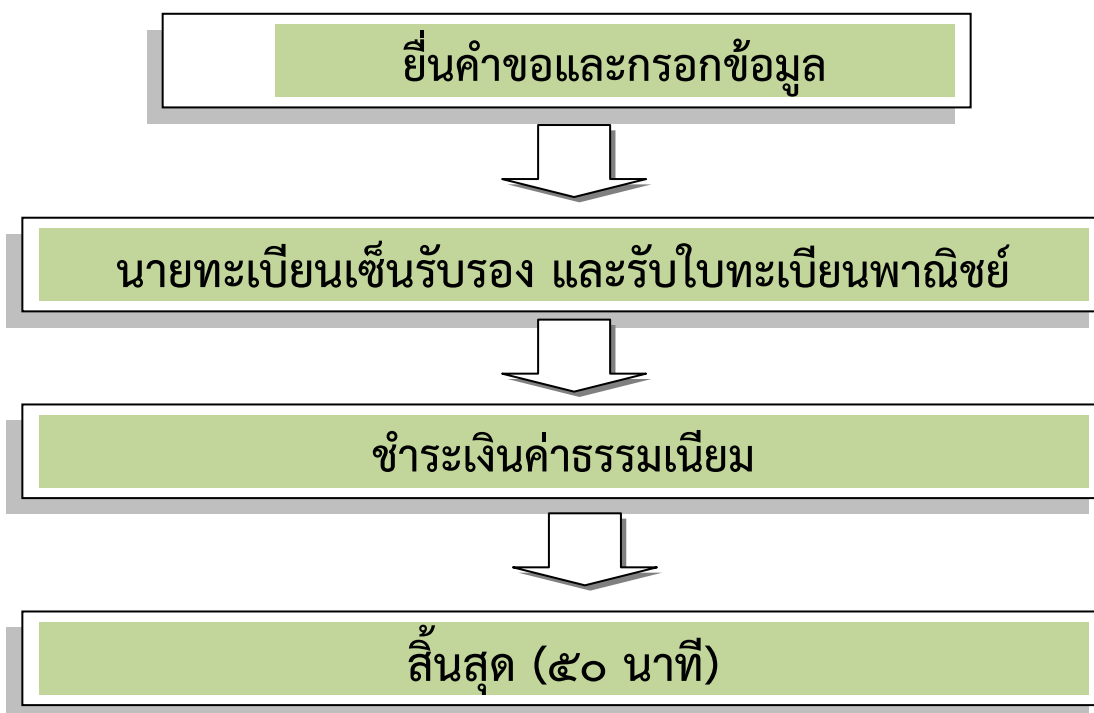 ยื่นคำขอและกรอกข้อมูล
นายทะเบียนเซ็นรับรอง และรับใบทะเบียนพาณิชย์
ชำระเงินค่าธรรมเนียม
สิ้นสุด (๕๐ นาที)